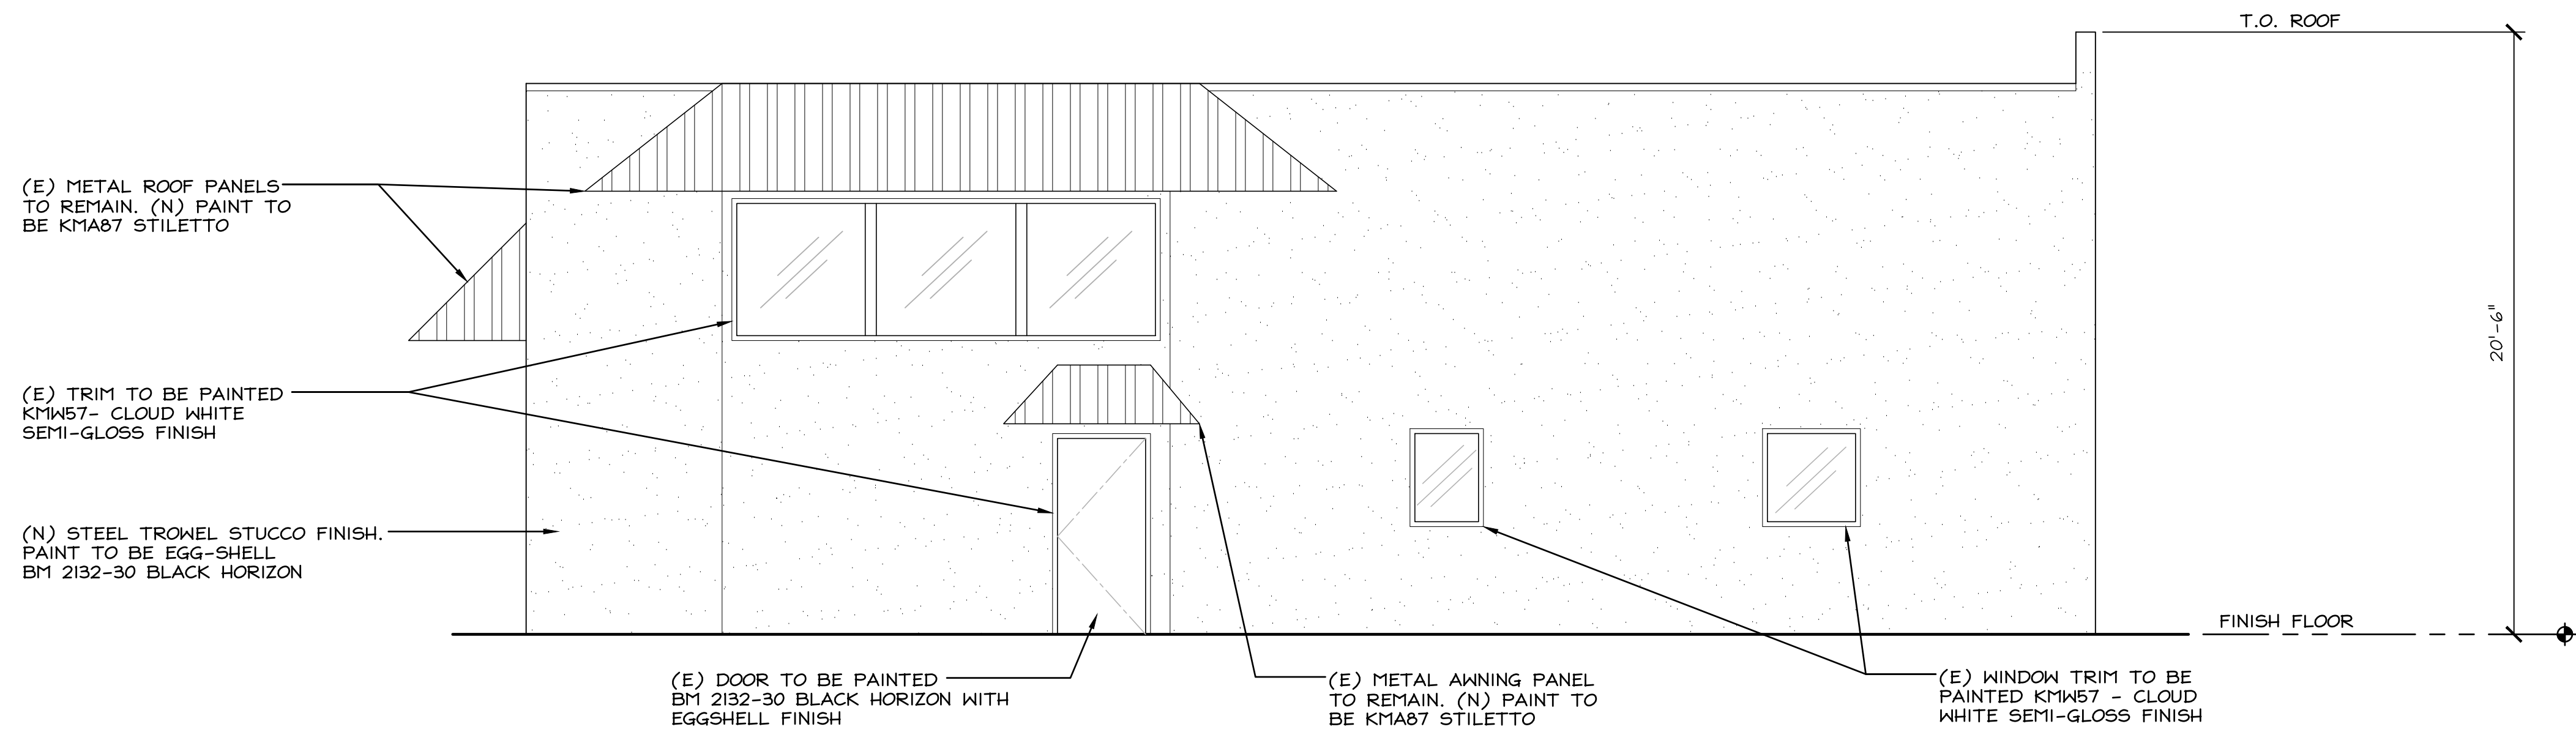 T.O. ROOF
(E) METAL ROOF PANELS
TO REMAIN. (N) PAINT TO
BE KMA87 STILETTO
20'-6"
(E) TRIM TO BE PAINTED
KMW57- CLOUD WHITE
SEMI-GLOSS FINISH
(N) STEEL TROWEL STUCCO FINISH.
PAINT TO BE EGG-SHELL
BM 2132-30 BLACK HORIZON
FINISH FLOOR
(E) DOOR TO BE PAINTED
BM 2132-30 BLACK HORIZON WITH
EGGSHELL FINISH
(E) METAL AWNING PANEL
TO REMAIN. (N) PAINT TO
BE KMA87 STILETTO
(E) WINDOW TRIM TO BE
PAINTED KMW57 - CLOUD
WHITE SEMI-GLOSS FINISH